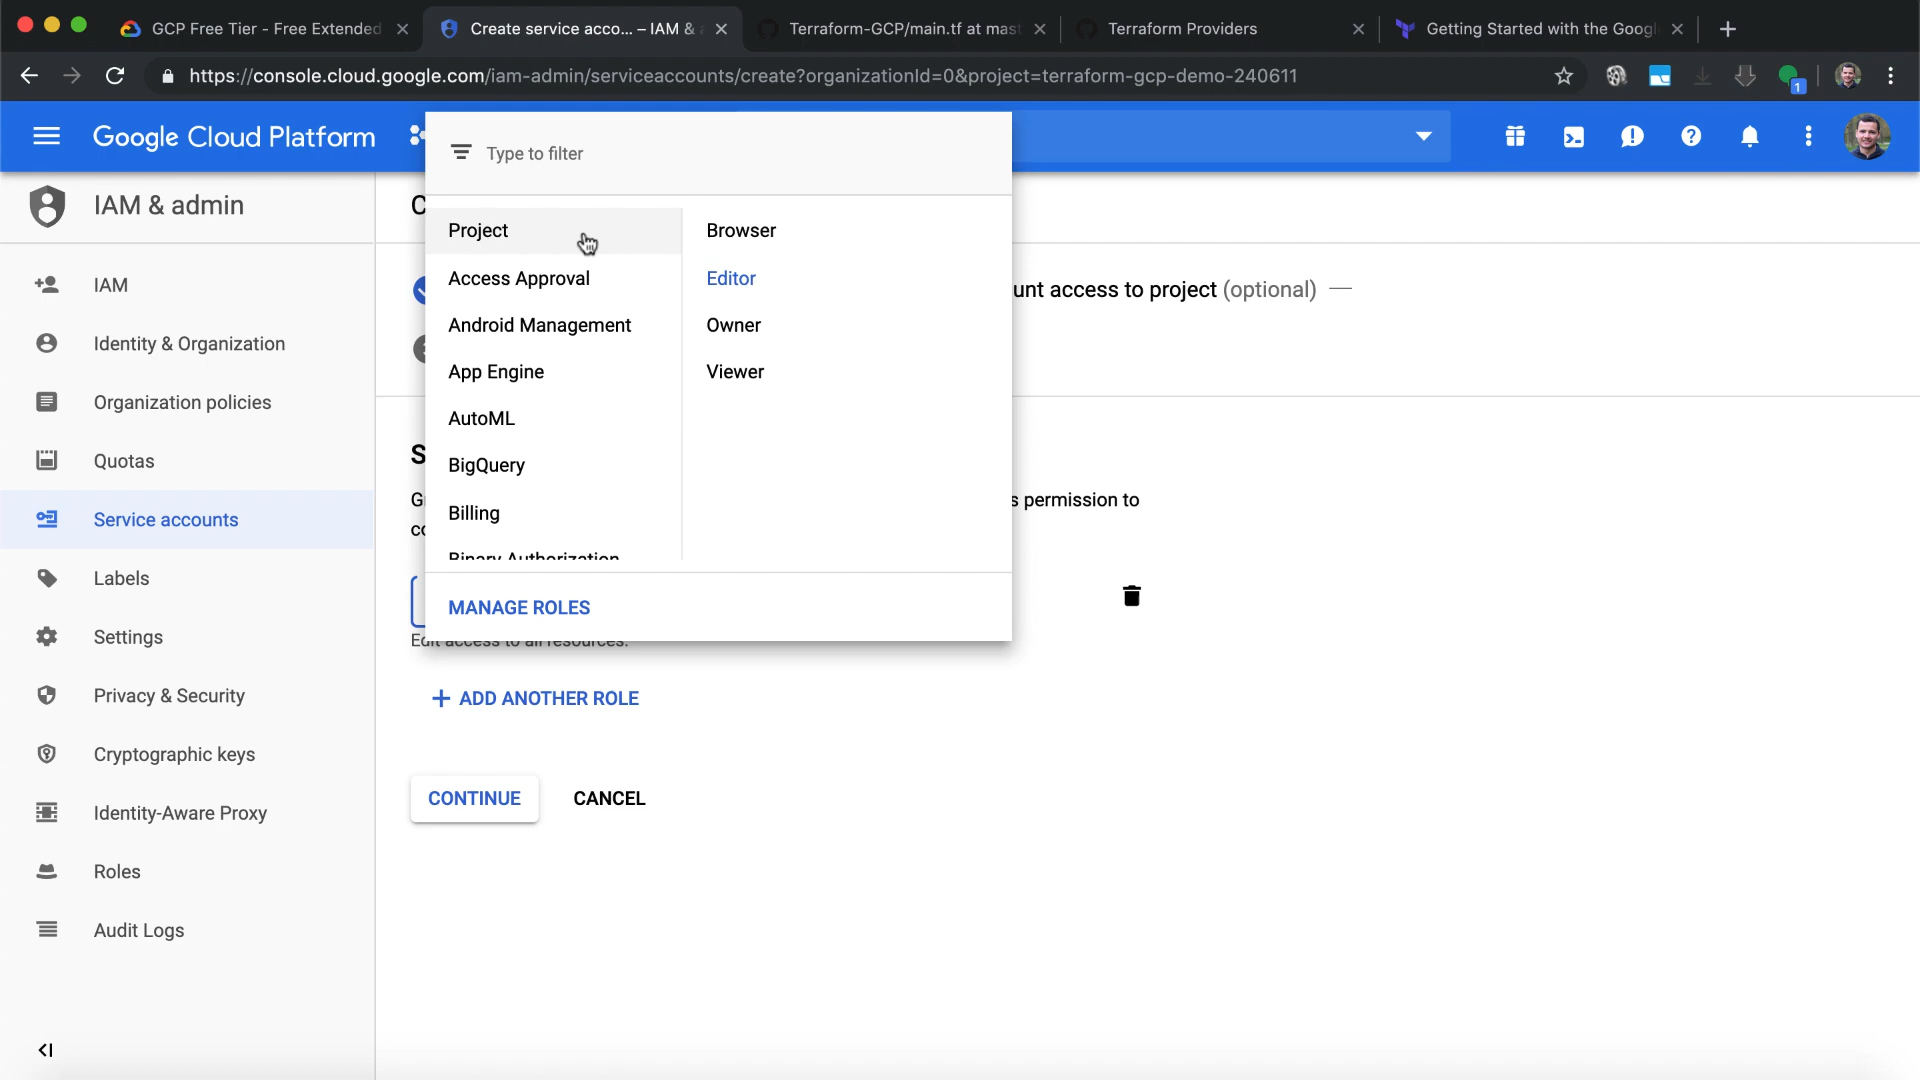 GCP Free Tier - Free Extended
Create service acco... – IAM &
Terraform-GCP/main.tf at mast
Terraform Providers
Getting Started with the Googl
https://console.cloud.google.com/iam-admin/serviceaccounts/create?organizationId=0&project=terraform-gcp-demo-240611
1
Google Cloud Platform
Type to filter
IAM & admin
C
Project
Access Approval
Android Management
App Engine
AutoML
BigQuery
Billing
Binary Authorization
Browser
Editor
Owner
Viewer
MANAGE ROLES
unt access to project (optional)
S
G
s permission to
co
Edit access to all resources.
ADD ANOTHER ROLE
CONTINUE
CANCEL
IAM
Identity & Organization
Organization policies
Quotas
Service accounts
Labels
Settings
Privacy & Security
Cryptographic keys
Identity-Aware Proxy
Roles
Audit Logs